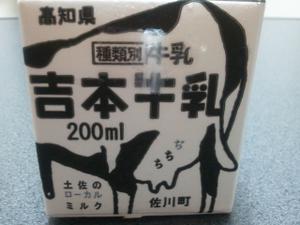 高知県
種類別 牛乳
吉本牛乳
200ml
ぢ
ち
ち
土佐の
ローカル
ミルク
佐川町